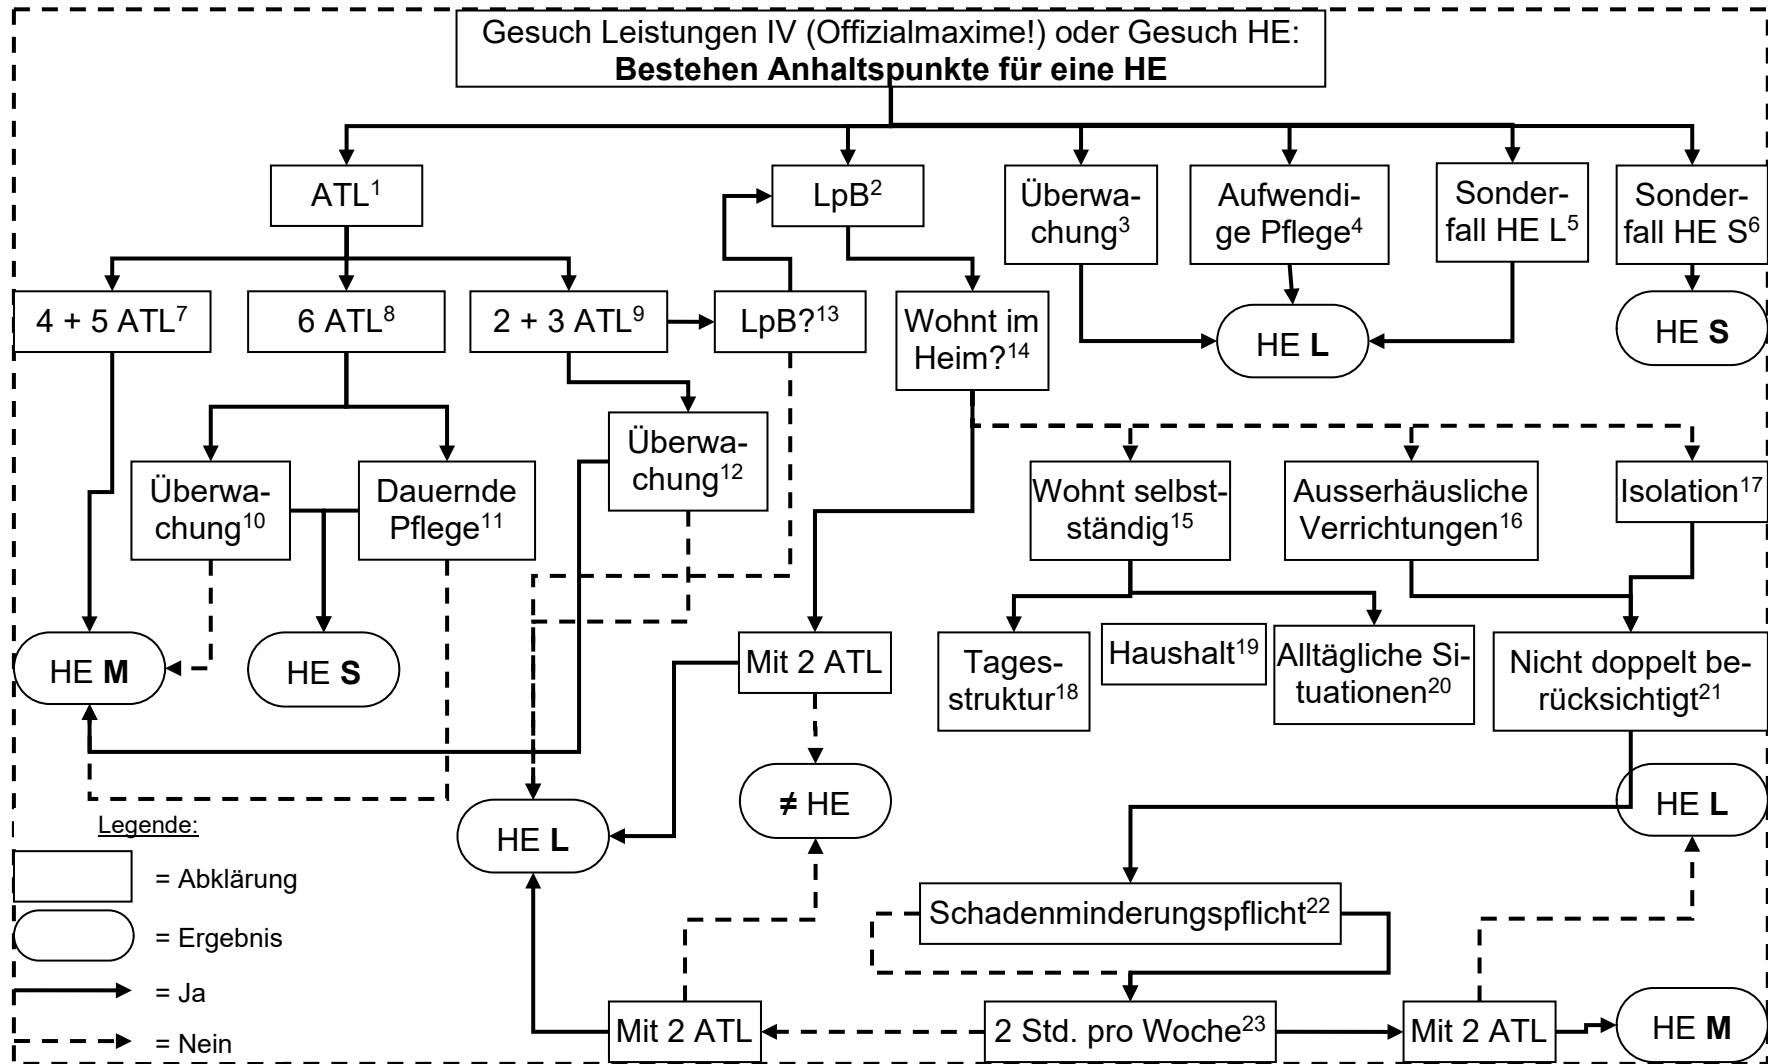 Gesuch Leistungen IV (Offizialmaxime!) oder Gesuch HE:
Bestehen Anhaltspunkte für eine HE
ATL1
LpB2
Überwa-
chung3
Aufwendi-
ge Pflege4
Sonder-
fall HE L5
Sonder-
fall HE S6
4 + 5 ATL7
6 ATL8
2 + 3 ATL9
LpB?13
Wohnt im
Heim?14
HE L
HE S
Überwa-
chung10
Dauernde
Pflege11
Überwa-
chung12
Wohnt selbst-
ständig15
Ausserhäusliche
Verrichtungen16
Isolation17
HE M
HE S
Mit 2 ATL
Tages-
struktur18
Haushalt19
Alltägliche Si-
tuationen20
Nicht doppelt be-
rücksichtigt21
≠ HE
HE L
HE L
Legende:
= Abklärung
= Ergebnis
= Ja
= Nein
Schadenminderungspflicht22
Mit 2 ATL
2 Std. pro Woche23
Mit 2 ATL
HE M